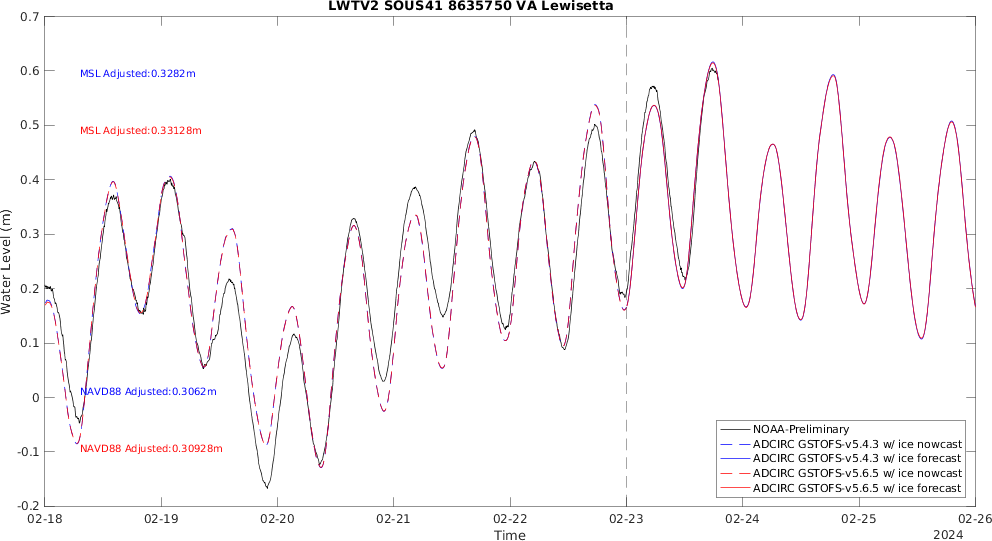 LWTV2 SOUS41 8635750 VA Lewisetta
Water Level (m)
0.7
0.6
0.5
0.4
0.3
0.2
0.1
0
-0.1
-0.2
MSL Adjusted:0.3282m
MSL Adjusted:0.33128m
NAVD88 Adjusted:0.3062m
NAVD88 Adjusted:0.30928m
NOAA-Preliminary
ADCIRC GSTOFS-v5.4.3 w/ ice nowcast
ADCIRC GSTOFS-v5.4.3 w/ ice forecast
ADCIRC GSTOFS-v5.6.5 w/ ice nowcast
ADCIRC GSTOFS-v5.6.5 w/ ice forecast
02-18 02-19 02-20 02-21 02-22 02-23 02-24 02-25 02-26
Time
2024